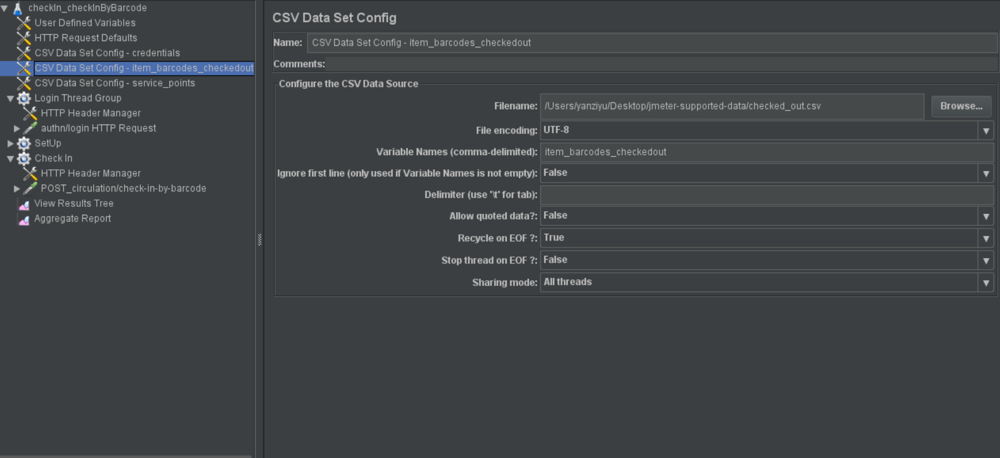 checkIn_checkInByBarcode
User Defined Variables
HTTP Request Defaults
CSV Data Set Config - credentials
CSV Data Set Config - item_barcodes_checkedout
CSV Data Set Config - service_points
Login Thread Group
HTTP Header Manager
authn/login HTTP Request
SetUp
Check In
HTTP Header Manager
POST_circulation/check-in-by-barcode
View Results Tree
Aggregate Report
CSV Data Set Config
Name: CSV Data Set Config - item_barcodes_checkedout
Comments:
Configure the CSV Data Source
Filename: /Users/yanziyu/Desktop/jmeter-supported-data/checked_out.csv Browse...
File encoding: UTF-8
Variable Names (comma-delimited): item_barcodes_checkedout
Ignore first line (only used if Variable Names is not empty): False
Delimiter (use '\t' for tab):
Allow quoted data?: False
Recycle on EOF ?: True
Stop thread on EOF ?: False
Sharing mode: All threads